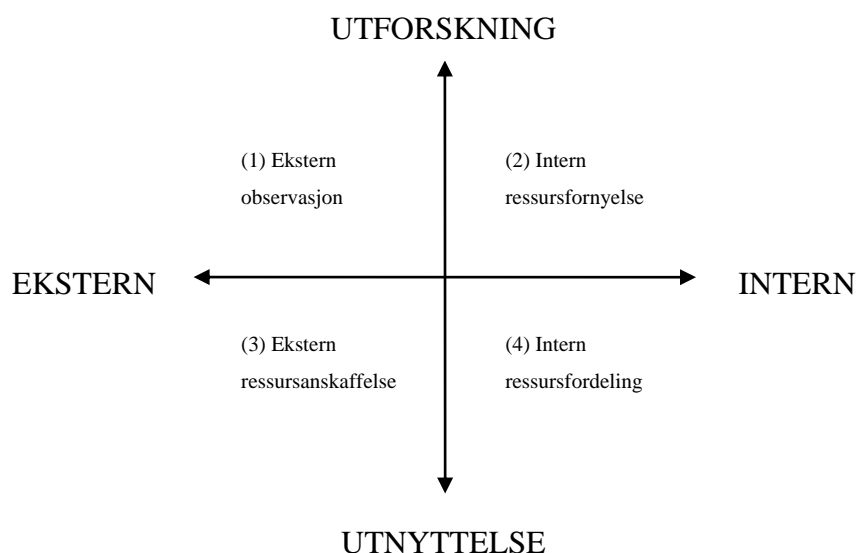 UTFORSKNING
(1) Ekstern
observasjon
(2) Intern
ressursfornyelse
EKSTERN
INTERN
(3) Ekstern
ressursanskaffelse
(4) Intern
ressursfordeling
UTNYTTELSE